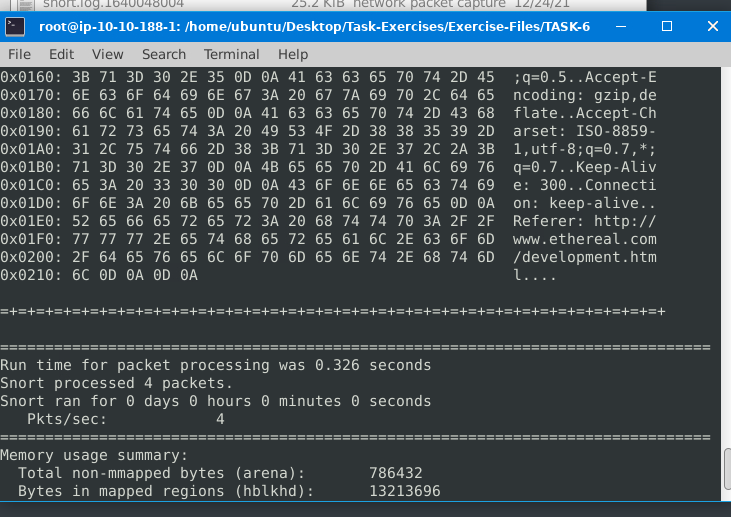 snort.log.1640048004 25.2 KiB network packet capture 12/24/21
root@ip-10-10-188-1: /home/ubuntu/Desktop/Task-Exercises/Exercise-Files/TASK-6
File Edit View Search Terminal Help
0x0160: 3B 71 3D 30 2E 35 0D 0A 41 63 63 65 70 74 2D 45 ;q=0.5..Accept-E
0x0170: 6E 63 6F 64 69 6E 67 3A 20 67 7A 69 70 2C 64 65 ncoding: gzip,de
0x0180: 66 6C 61 74 65 0D 0A 41 63 63 65 70 74 2D 43 68 flate..Accept-Ch
0x0190: 61 72 73 65 74 3A 20 49 53 4F 2D 38 38 35 39 2D arset: ISO-8859-
0x01A0: 31 2C 75 74 66 2D 38 3B 71 3D 30 2E 37 2C 2A 3B 1,utf-8;q=0.7,*;
0x01B0: 71 3D 30 2E 37 0D 0A 4B 65 65 70 2D 41 6C 69 76 q=0.7..Keep-Aliv
0x01C0: 65 3A 20 33 30 30 0D 0A 43 6F 6E 6E 65 63 74 69 e: 300..Connecti
0x01D0: 6F 6E 3A 20 6B 65 65 70 2D 61 6C 69 76 65 0D 0A on: keep-alive..
0x01E0: 52 65 66 65 72 65 72 3A 20 68 74 74 70 3A 2F 2F Referer: http://
0x01F0: 77 77 77 2E 65 74 68 65 72 65 61 6C 2E 63 6F 6D www.ethereal.com
0x0200: 2F 64 65 76 65 6C 6F 70 6D 65 6E 74 2E 68 74 6D /development.htm
0x0210: 6C 0D 0A 0D 0A l....
=+=+=+=+=+=+=+=+=+=+=+=+=+=+=+=+=+=+=+=+=+=+=+=+=+=+=+=+=+=+=+=+=+=+=+=+=+
===============================================================================
Run time for packet processing was 0.326 seconds
Snort processed 4 packets.
Snort ran for 0 days 0 hours 0 minutes 0 seconds
Pkts/sec: 4
===============================================================================
Memory usage summary:
Total non-mmapped bytes (arena): 786432
Bytes in mapped regions (hblkhd): 13213696